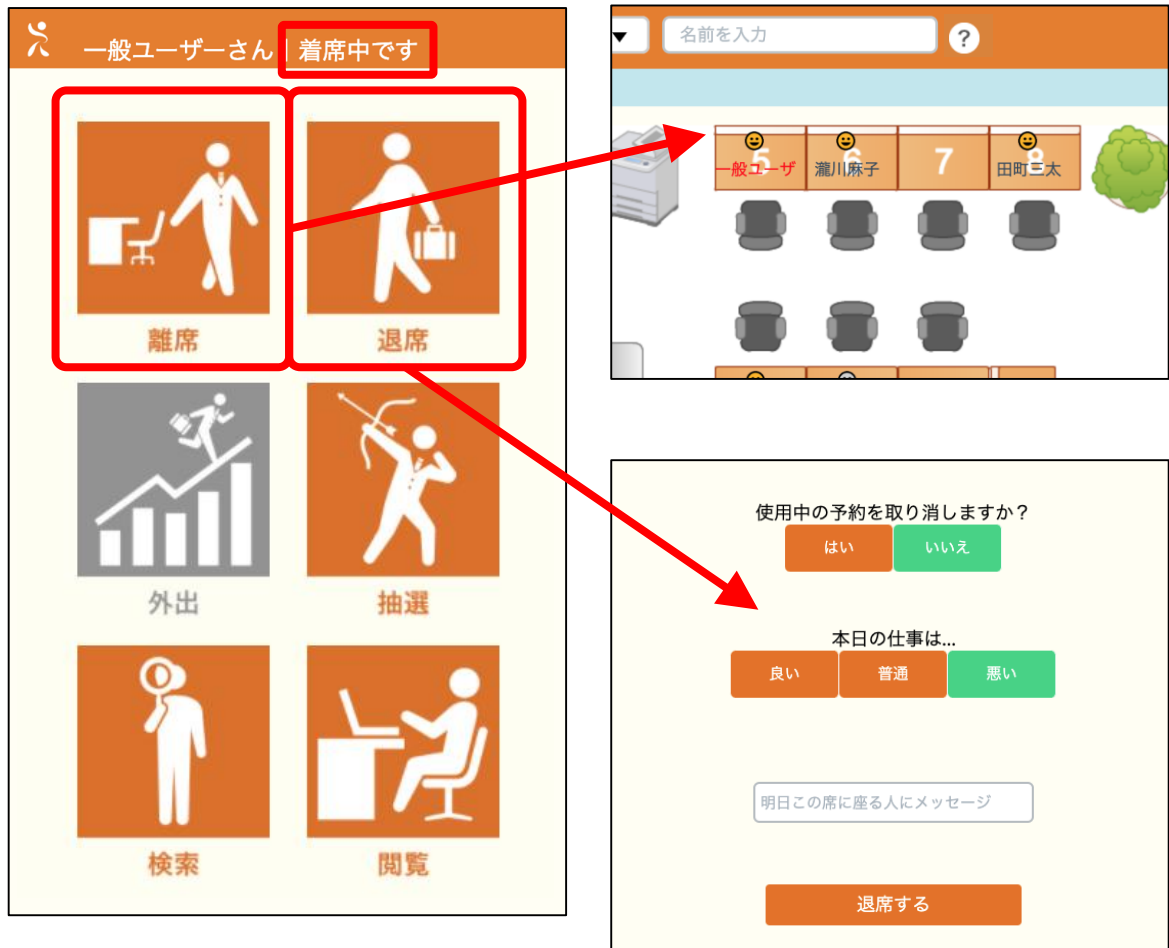 一般ユーザーさん｜着席中です
離席
退席
外出
抽選
検索
閲覧
名前を入力
?
5
6
7
8
一般ユーザ
瀧川麻子
田町三太
使用中の予約を取り消しますか？
はい
いいえ
本日の仕事は...
良い
普通
悪い
明日この席に座る人にメッセージ
退席する